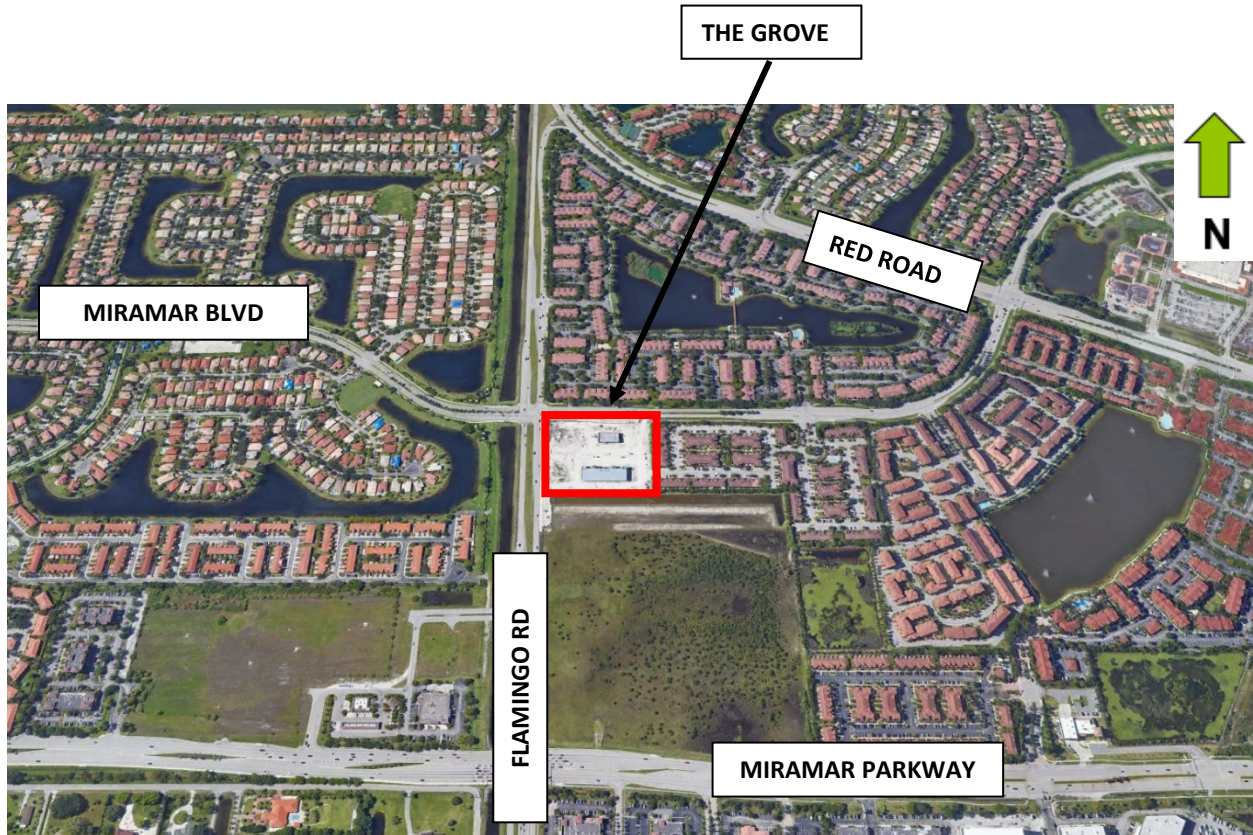 THE GROVE
N
RED ROAD
MIRAMAR BLVD
FLAMINGO RD
MIRAMAR PARKWAY